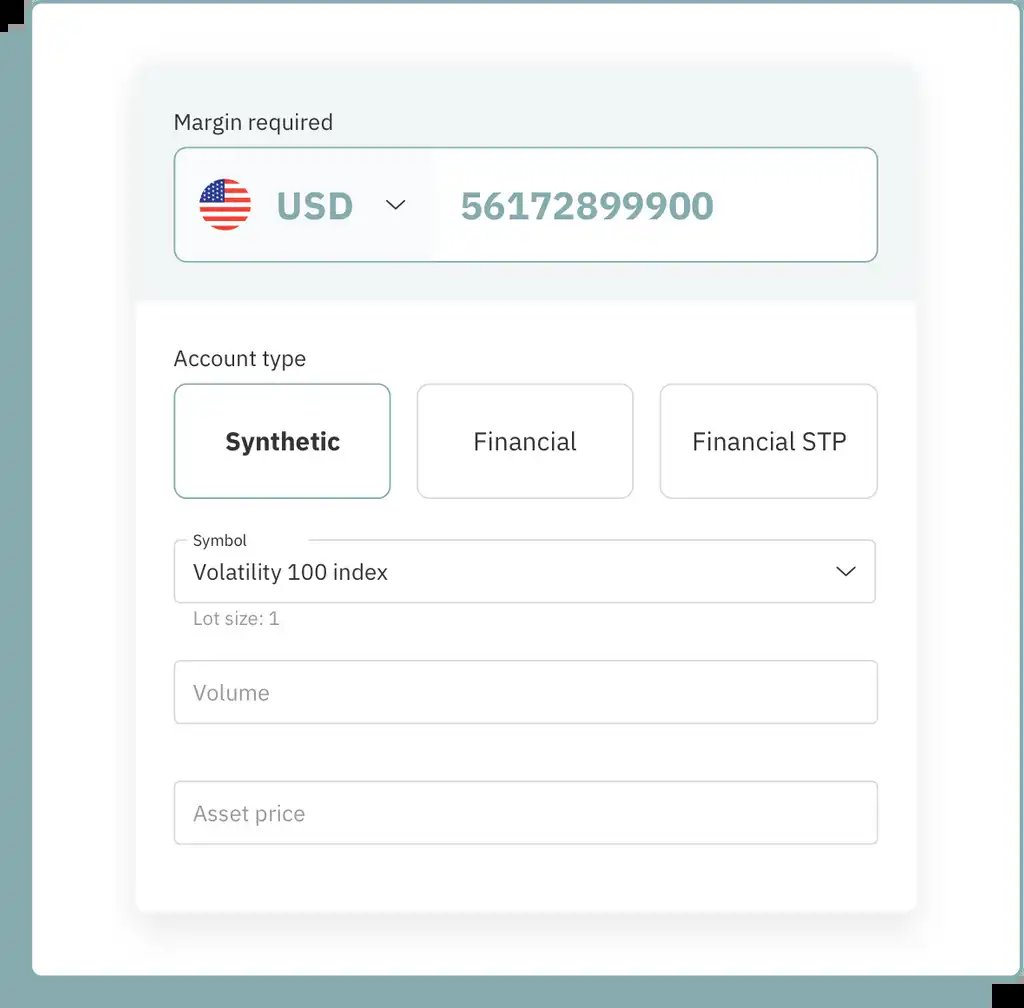 Margin required
USD 56172899900
Account type
Synthetic Financial Financial STP
Symbol
Volatility 100 index
Lot size: 1
Volume
Asset price